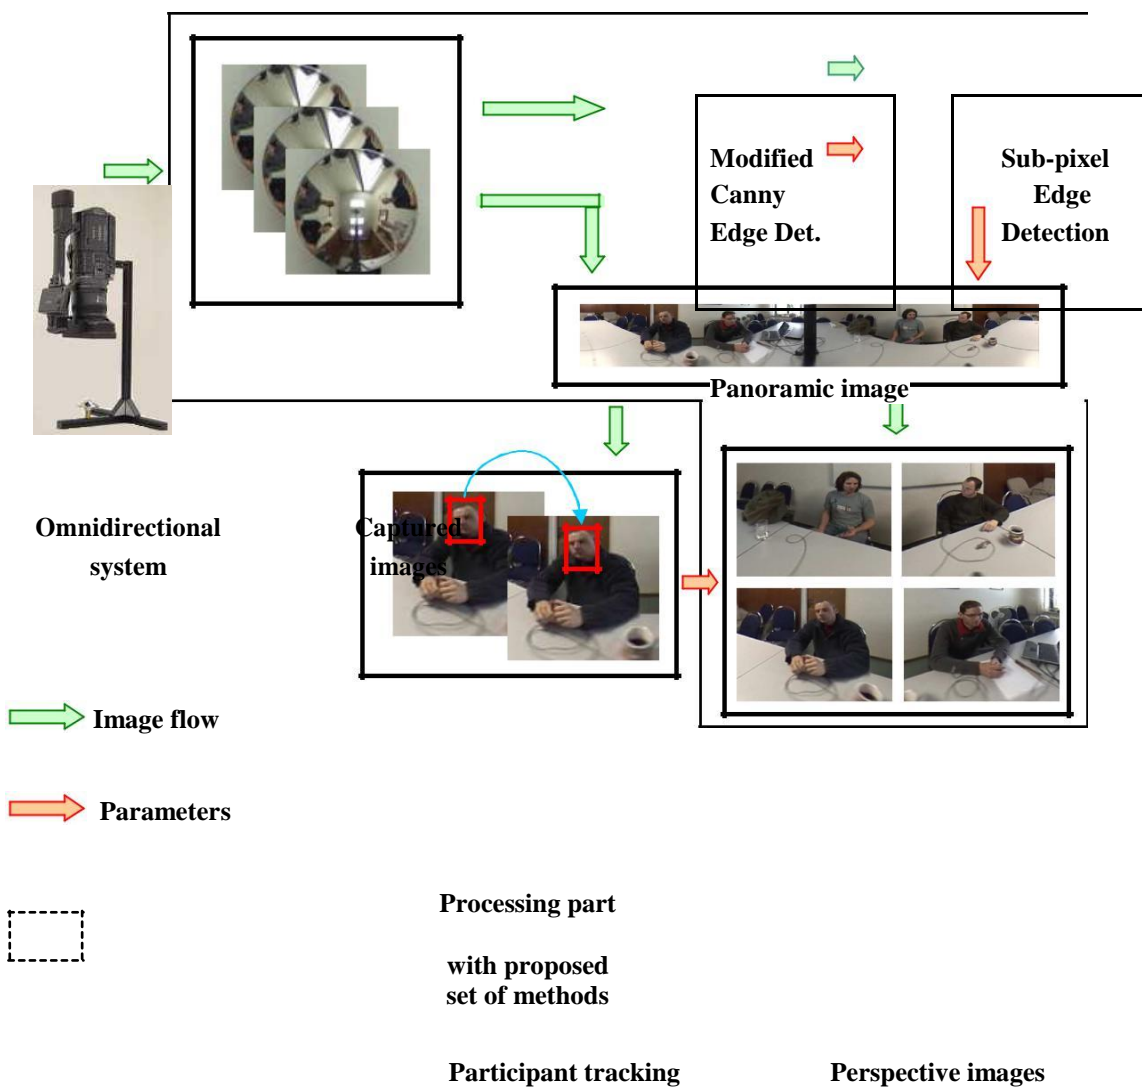 Modified
Canny
Edge Det.
Sub-pixel
Edge
Detection
Panoramic image
Omnidirectional
system
Captured
images
Image flow
Parameters
Processing part
with proposed
set of methods
Participant tracking
Perspective images